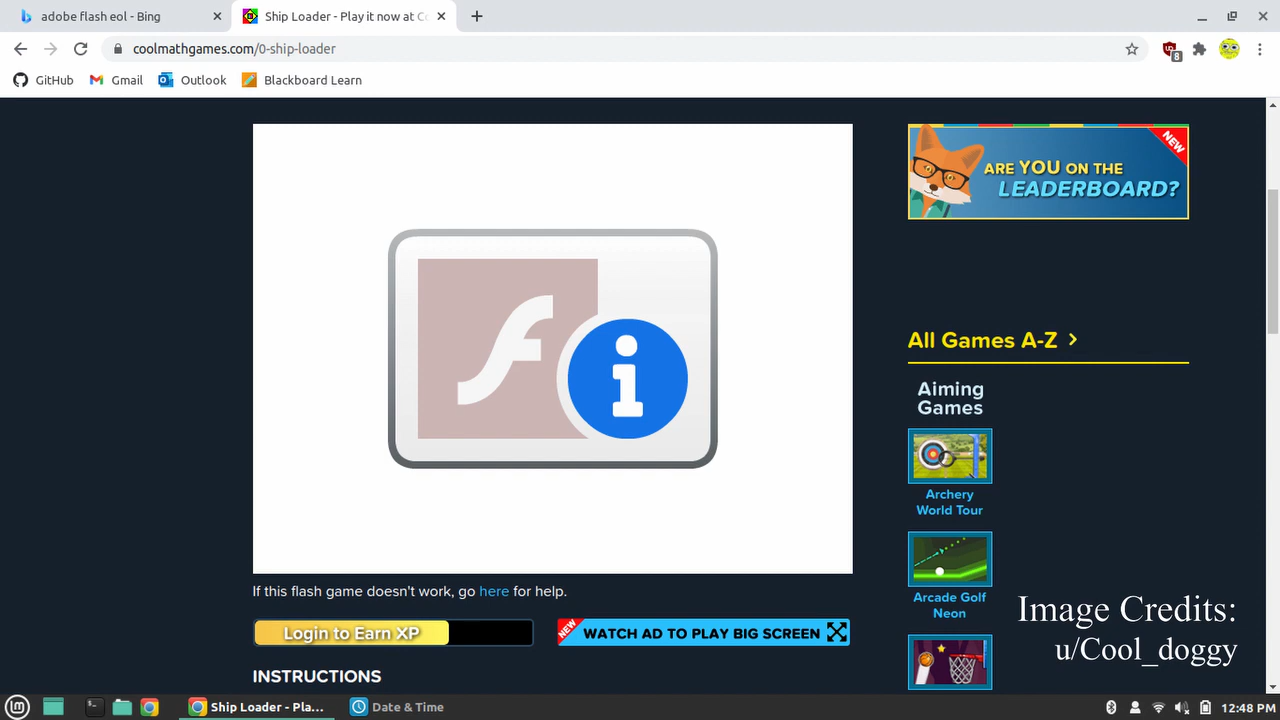 adobe flash eol - Bing
Ship Loader - Play it now at Co
coolmathgames.com/0-ship-loader
8
GitHub
Gmail
Outlook
Blackboard Learn
NEW
ARE YOU ON THE
LEADERBOARD?
All Games A-Z
Aiming
Games
Archery
World Tour
Arcade Golf
Neon
If this flash game doesn't work, go here for help.
Login to Earn XP
NEW
WATCH AD TO PLAY BIG SCREEN
INSTRUCTIONS
Image Credits:
u/Cool_doggy
Ship Loader - Pla...
Date & Time
12:48 PM